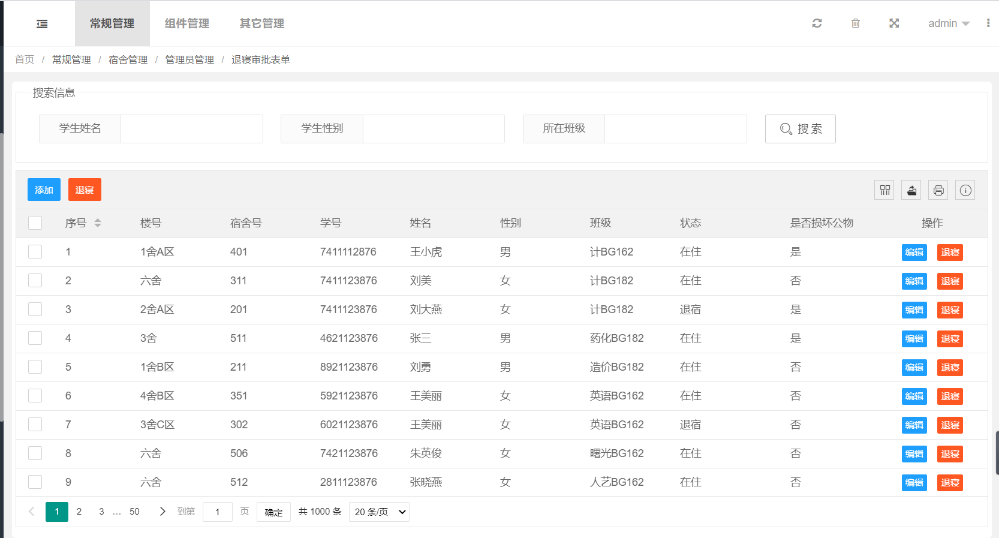 常规管理 组件管理 其它管理 admin
首页 / 常规管理 / 宿舍管理 / 管理员管理 / 退寝审批表单
搜索信息
学生姓名 学生性别 所在班级 搜 索
添加 退寝
序号 楼号 宿舍号 学号 姓名 性别 班级 状态 是否损坏公物 操作
1 1舍A区 401 7411112876 王小虎 男 计BG162 在住 是 编辑 退寝
2 六舍 311 7411123876 刘美 女 计BG182 在住 否 编辑 退寝
3 2舍A区 201 7411123876 刘大燕 女 计BG182 退宿 是 编辑 退寝
4 3舍 511 4621123876 张三 男 药化BG182 在住 是 编辑 退寝
5 1舍B区 211 8921123876 刘勇 男 造价BG182 在住 否 编辑 退寝
6 4舍B区 351 5921123876 王美丽 女 英语BG162 在住 否 编辑 退寝
7 3舍C区 302 6021123876 王美丽 女 英语BG162 退宿 否 编辑 退寝
8 六舍 506 7421123876 朱英俊 女 曙光BG162 在住 否 编辑 退寝
9 六舍 512 2811123876 张晓燕 女 人艺BG162 在住 否 编辑 退寝
1 2 3 … 50 到第 1 页 确定 共 1000 条 20 条/页